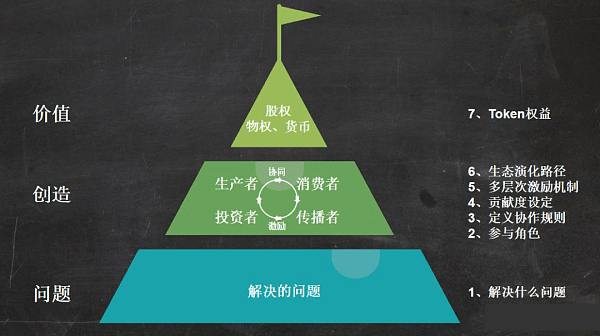 价值
股权
物权、货币
7、Token权益
创造
协同
生产者 消费者
投资者 传播者
激励
6、生态演化路径
5、多层次激励机制
4、贡献度设定
3、定义协作规则
2、参与角色
问题
解决的问题
1、解决什么问题